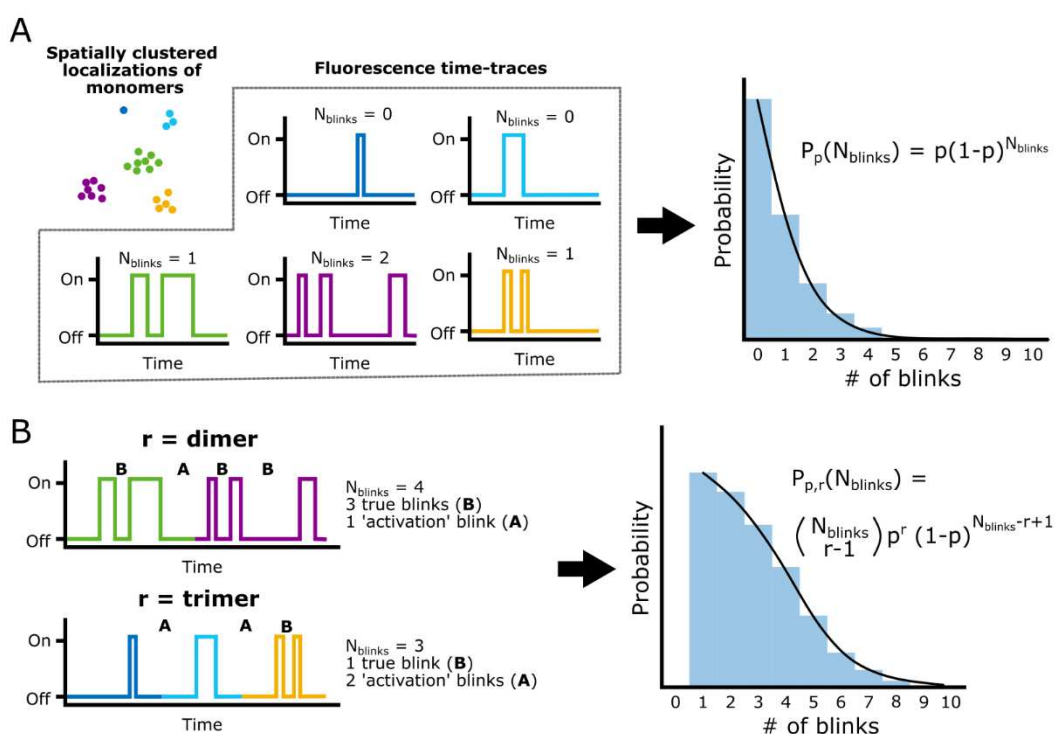 A
Spatially clustered
localizations of
monomers
Fluorescence time-traces
N_blinks = 0
On
Off
Time
N_blinks = 0
On
Off
Time
N_blinks = 1
On
Off
Time
N_blinks = 2
On
Off
Time
N_blinks = 1
On
Off
Time
Probability
P_p(N_blinks) = p(1-p)^N_blinks
0 1 2 3 4 5 6 7 8 9 10
# of blinks
B
r = dimer
B A B B
On
Off
Time
N_blinks = 4
3 true blinks (B)
1 'activation' blink (A)
r = trimer
A A B
On
Off
Time
N_blinks = 3
1 true blink (B)
2 'activation' blinks (A)
Probability
P_p,r(N_blinks) =
(N_blinks
r-1) p^r (1-p)^N_blinks-r+1
0 1 2 3 4 5 6 7 8 9 10
# of blinks